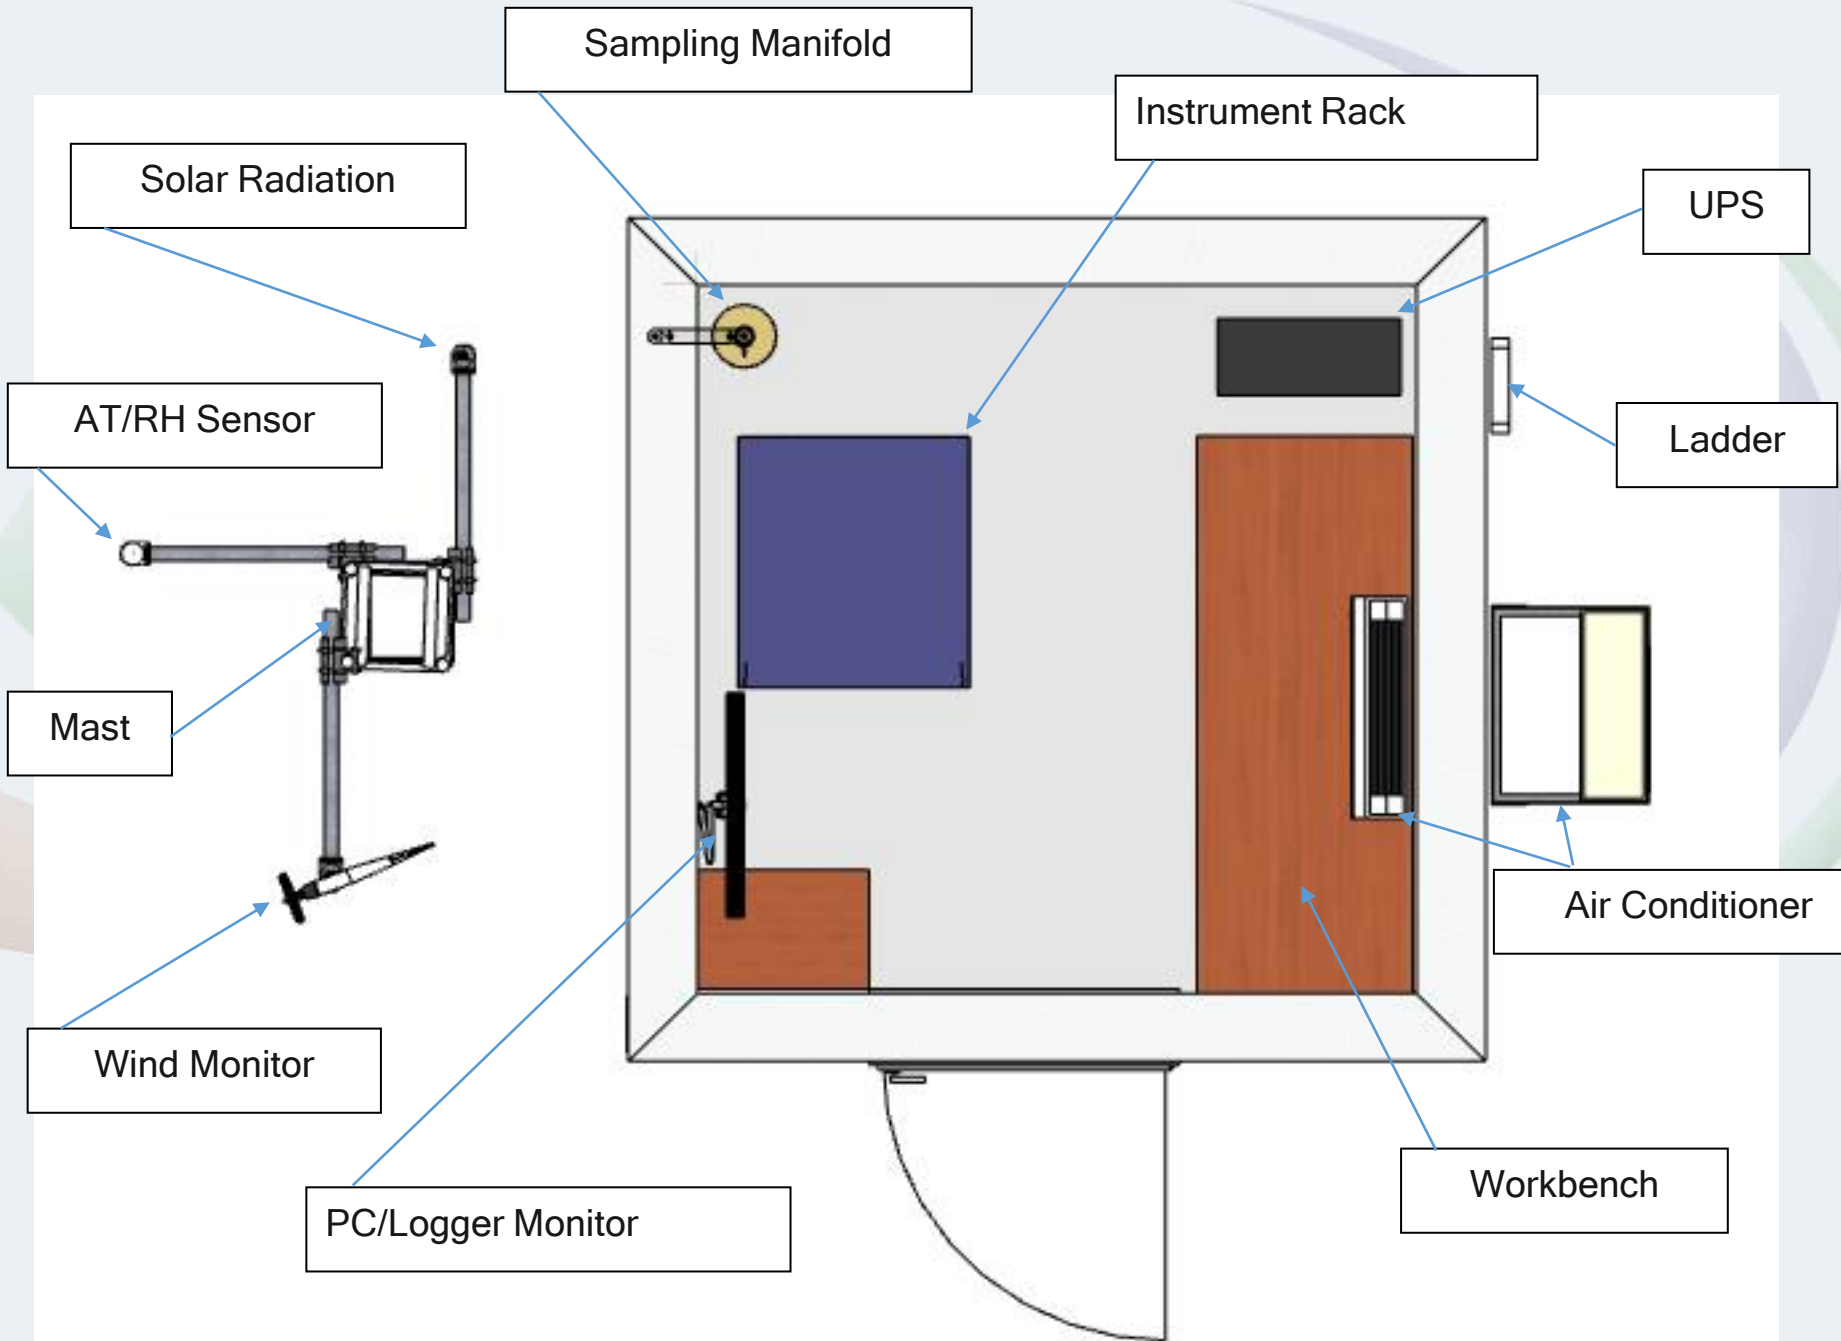 Sampling Manifold
Instrument Rack
Solar Radiation
UPS
AT/RH Sensor
Ladder
Mast
Air Conditioner
Wind Monitor
Workbench
PC/Logger Monitor